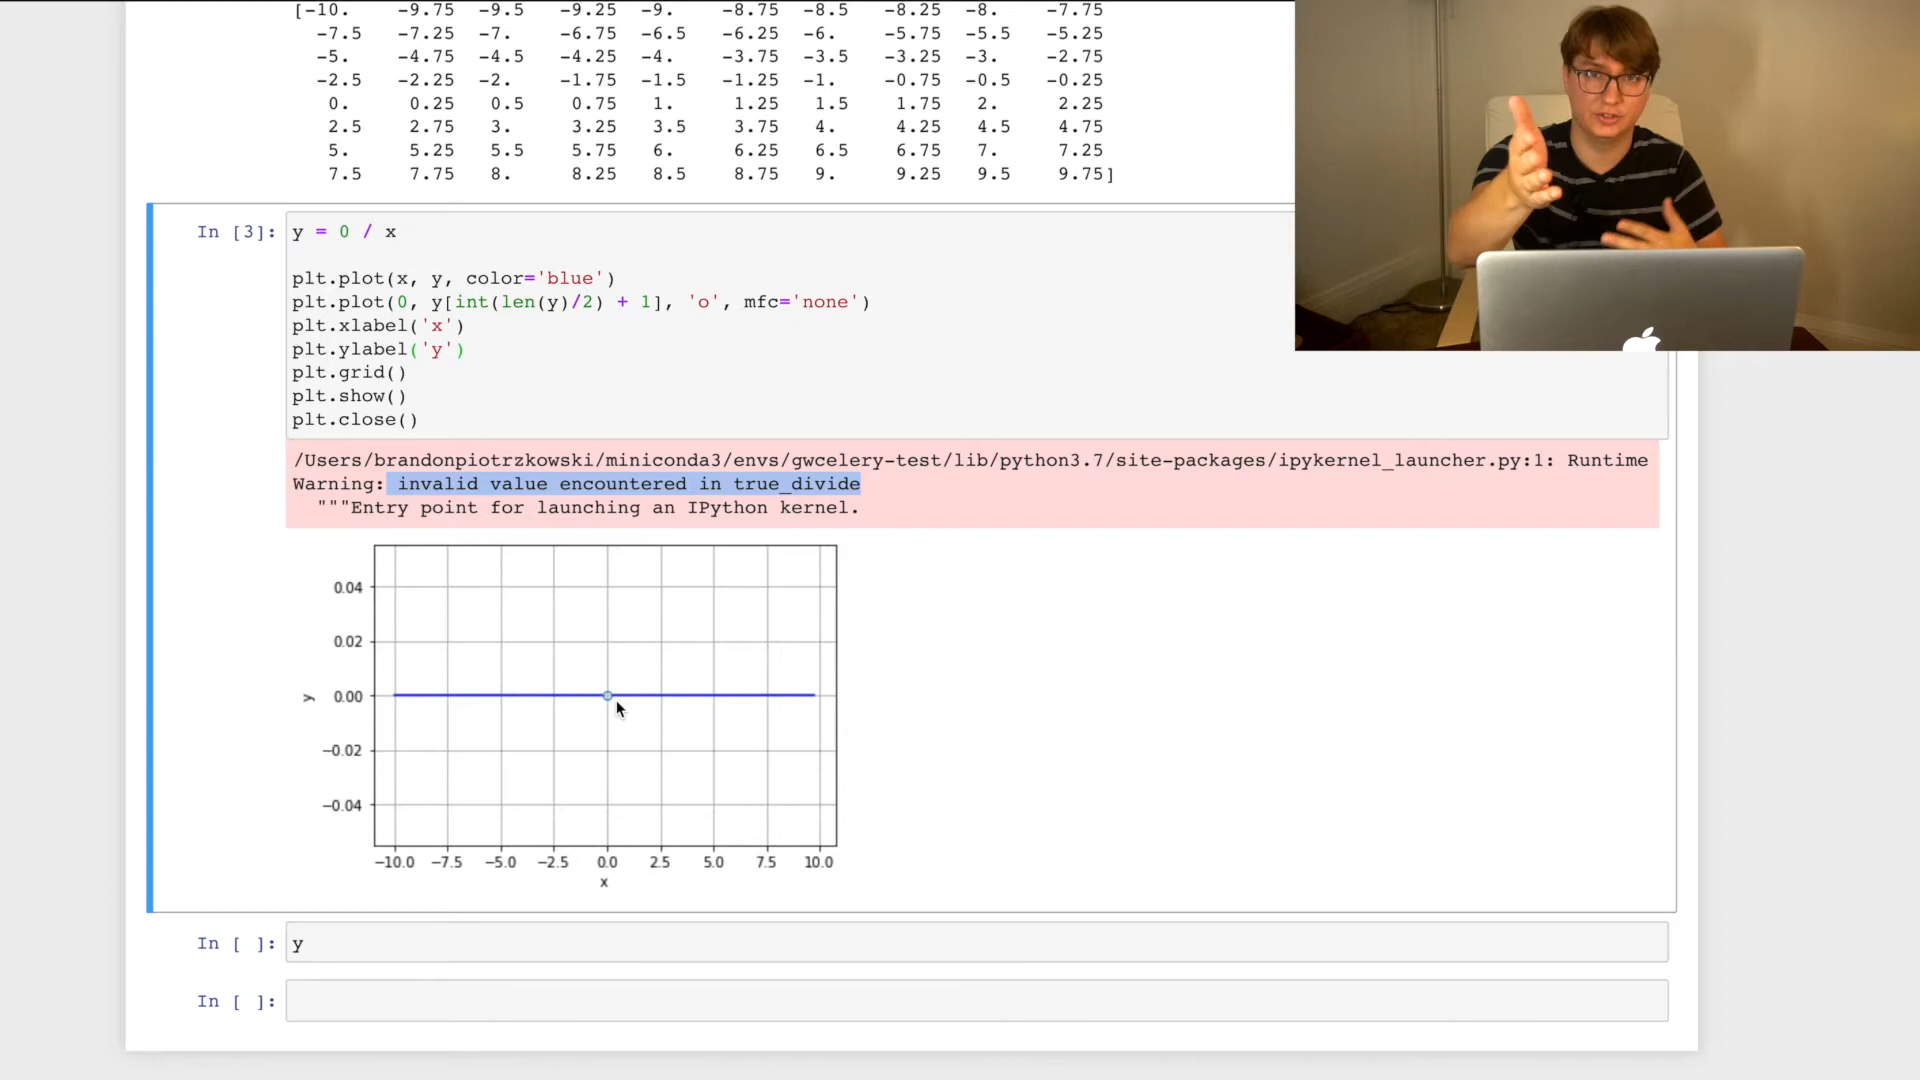 [-10. -9.75 -9.5 -9.25 -9. -8.75 -8.5 -8.25 -8. -7.75
-7.5 -7.25 -7. -6.75 -6.5 -6.25 -6. -5.75 -5.5 -5.25
-5. -4.75 -4.5 -4.25 -4. -3.75 -3.5 -3.25 -3. -2.75
-2.5 -2.25 -2. -1.75 -1.5 -1.25 -1. -0.75 -0.5 -0.25
0. 0.25 0.5 0.75 1. 1.25 1.5 1.75 2. 2.25
2.5 2.75 3. 3.25 3.5 3.75 4. 4.25 4.5 4.75
5. 5.25 5.5 5.75 6. 6.25 6.5 6.75 7. 7.25
7.5 7.75 8. 8.25 8.5 8.75 9. 9.25 9.5 9.75]
In [3]: y = 0 / x
plt.plot(x, y, color='blue')
plt.plot(0, y[int(len(y)/2) + 1], 'o', mfc='none')
plt.xlabel('x')
plt.ylabel('y')
plt.grid()
plt.show()
plt.close()
/Users/brandonpiotrzkowski/miniconda3/envs/gwcelery-test/lib/python3.7/site-packages/ipykernel_launcher.py:1: Runtime
Warning: invalid value encountered in true_divide
"""Entry point for launching an IPython kernel.
0.04
0.02
0.00
-0.02
-0.04
y
-10.0 -7.5 -5.0 -2.5 0.0 2.5 5.0 7.5 10.0
x
In [ ]: y
In [ ]: